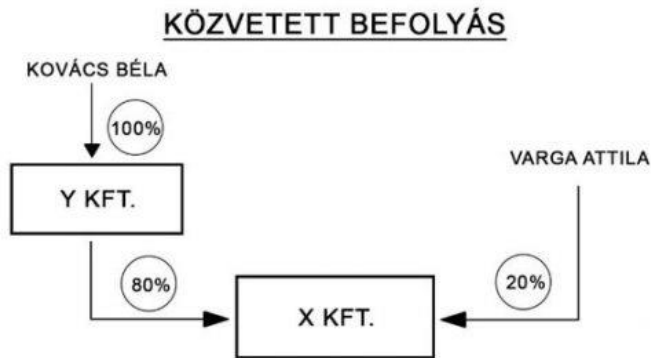 KÖZVETETT BEFOLYÁS
KOVÁCS BÉLA
100%
VARGA ATTILA
Y KFT.
80%
X KFT.
20%